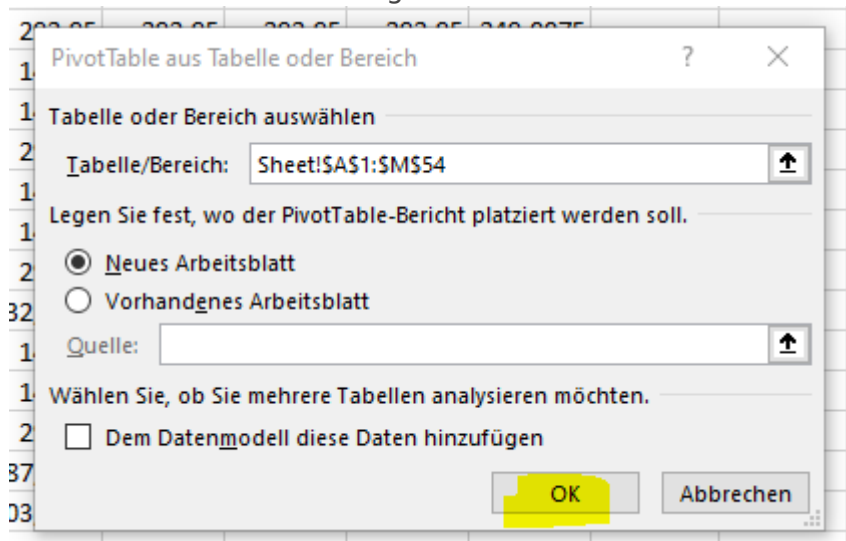 PivotTable aus Tabelle oder Bereich ? ×
Tabelle oder Bereich auswählen
Tabelle/Bereich: Sheet!$A$1:$M$54
Legen Sie fest, wo der PivotTable-Bericht platziert werden soll.
Neues Arbeitsblatt
Vorhandenes Arbeitsblatt
Quelle:
Wählen Sie, ob Sie mehrere Tabellen analysieren möchten.
Dem Datenmodell diese Daten hinzufügen
OK Abbrechen